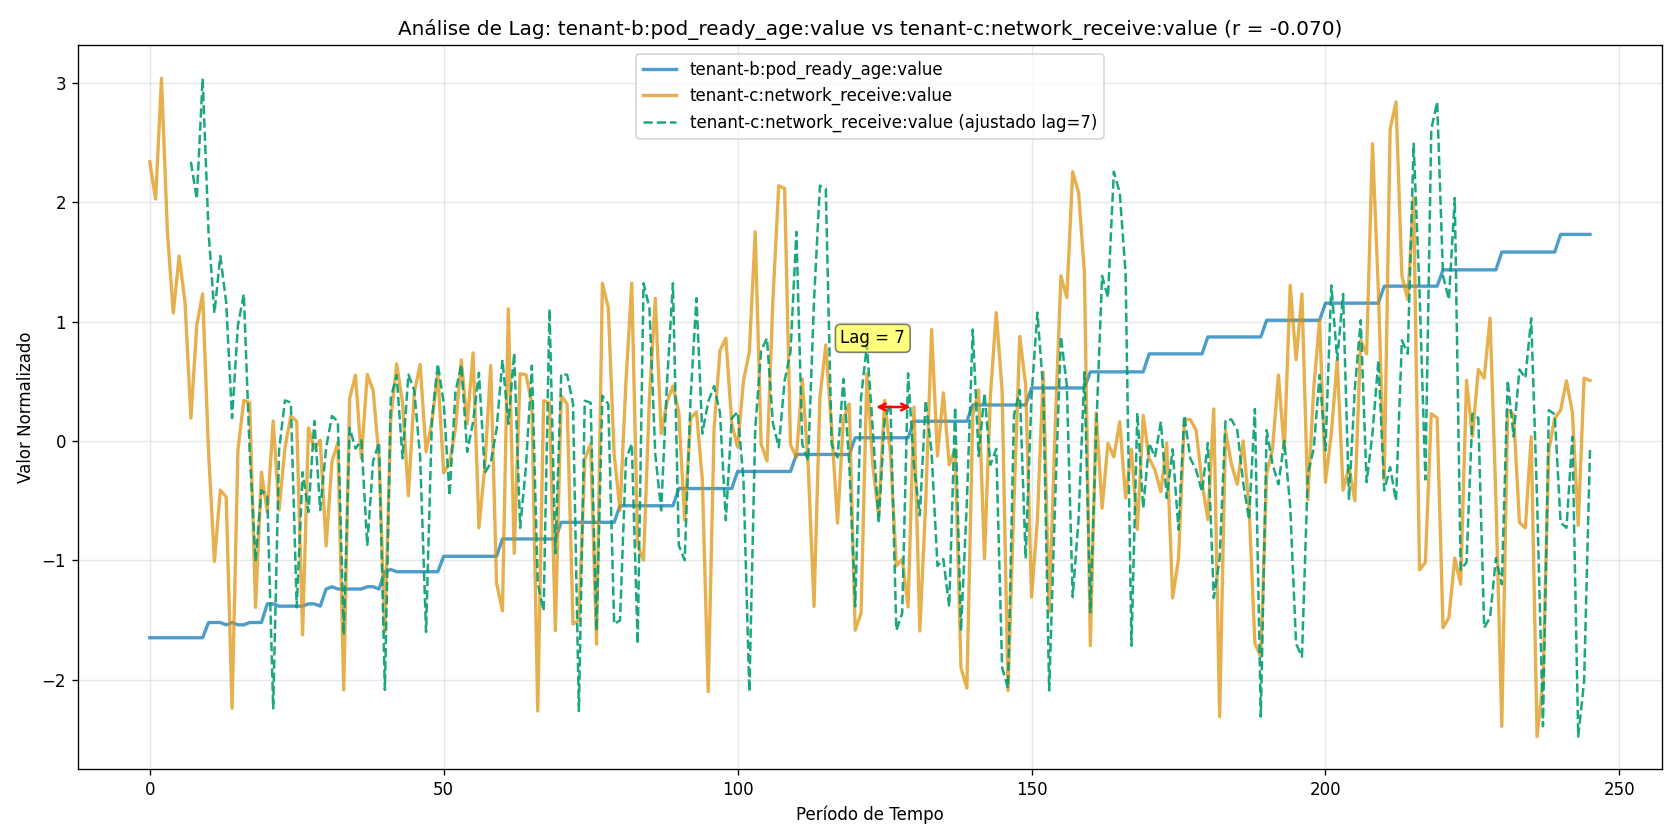 Análise de Lag: tenant-b:pod_ready_age:value vs tenant-c:network_receive:value (r = -0.070)
tenant-b:pod_ready_age:value
tenant-c:network_receive:value
tenant-c:network_receive:value (ajustado lag=7)
Valor Normalizado
3
2
1
0
−1
−2
Lag = 7
0
50
100
150
200
250
Período de Tempo